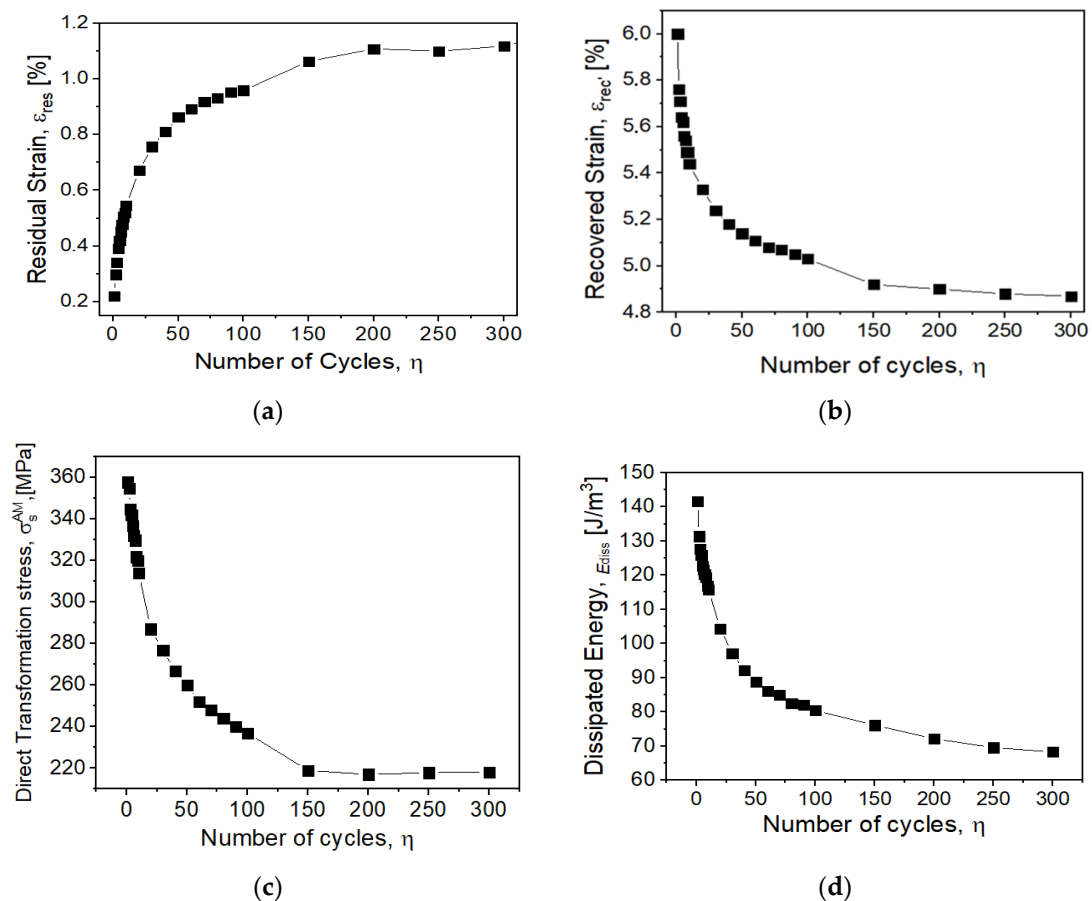 Residual Strain, ε_res [%]
1.2
1.0
0.8
0.6
0.4
0.2
0 50 100 150 200 250 300
Number of Cycles, η
(a)
Recovered Strain, ε_rec' [%]
6.0
5.8
5.6
5.4
5.2
5.0
4.8
0 50 100 150 200 250 300
Number of cycles, η
(b)
Direct Transformation stress, σ_s^AM,[MPa]
360
340
320
300
280
260
240
220
0 50 100 150 200 250 300
Number of cycles, η
(c)
Dissipated Energy, E_diss [J/m³]
150
140
130
120
110
100
90
80
70
60
0 50 100 150 200 250 300
Number of cycles, η
(d)